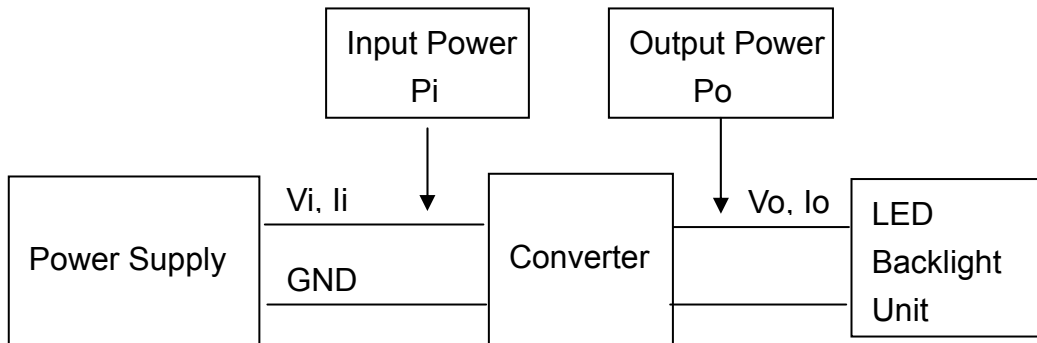 Input Power
Pi
Output Power
Po
Vi, Ii
Vo, Io
Power Supply
GND
Converter
LED
Backlight
Unit